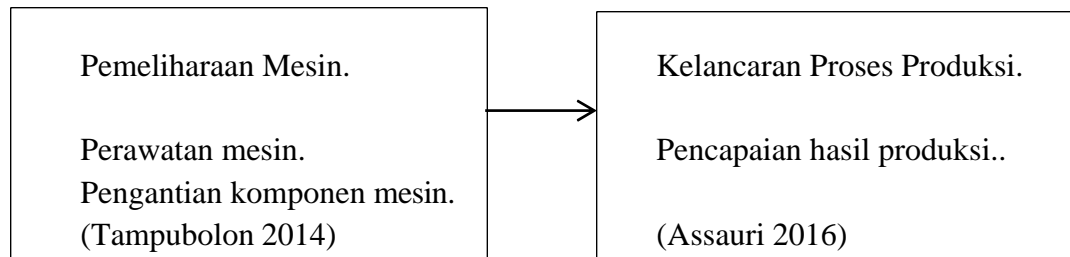 Pemeliharaan Mesin.
Perawatan mesin.
Pengantian komponen mesin.
(Tampubolon 2014)
Kelancaran Proses Produksi.
Pencapaian hasil produksi..
(Assauri 2016)